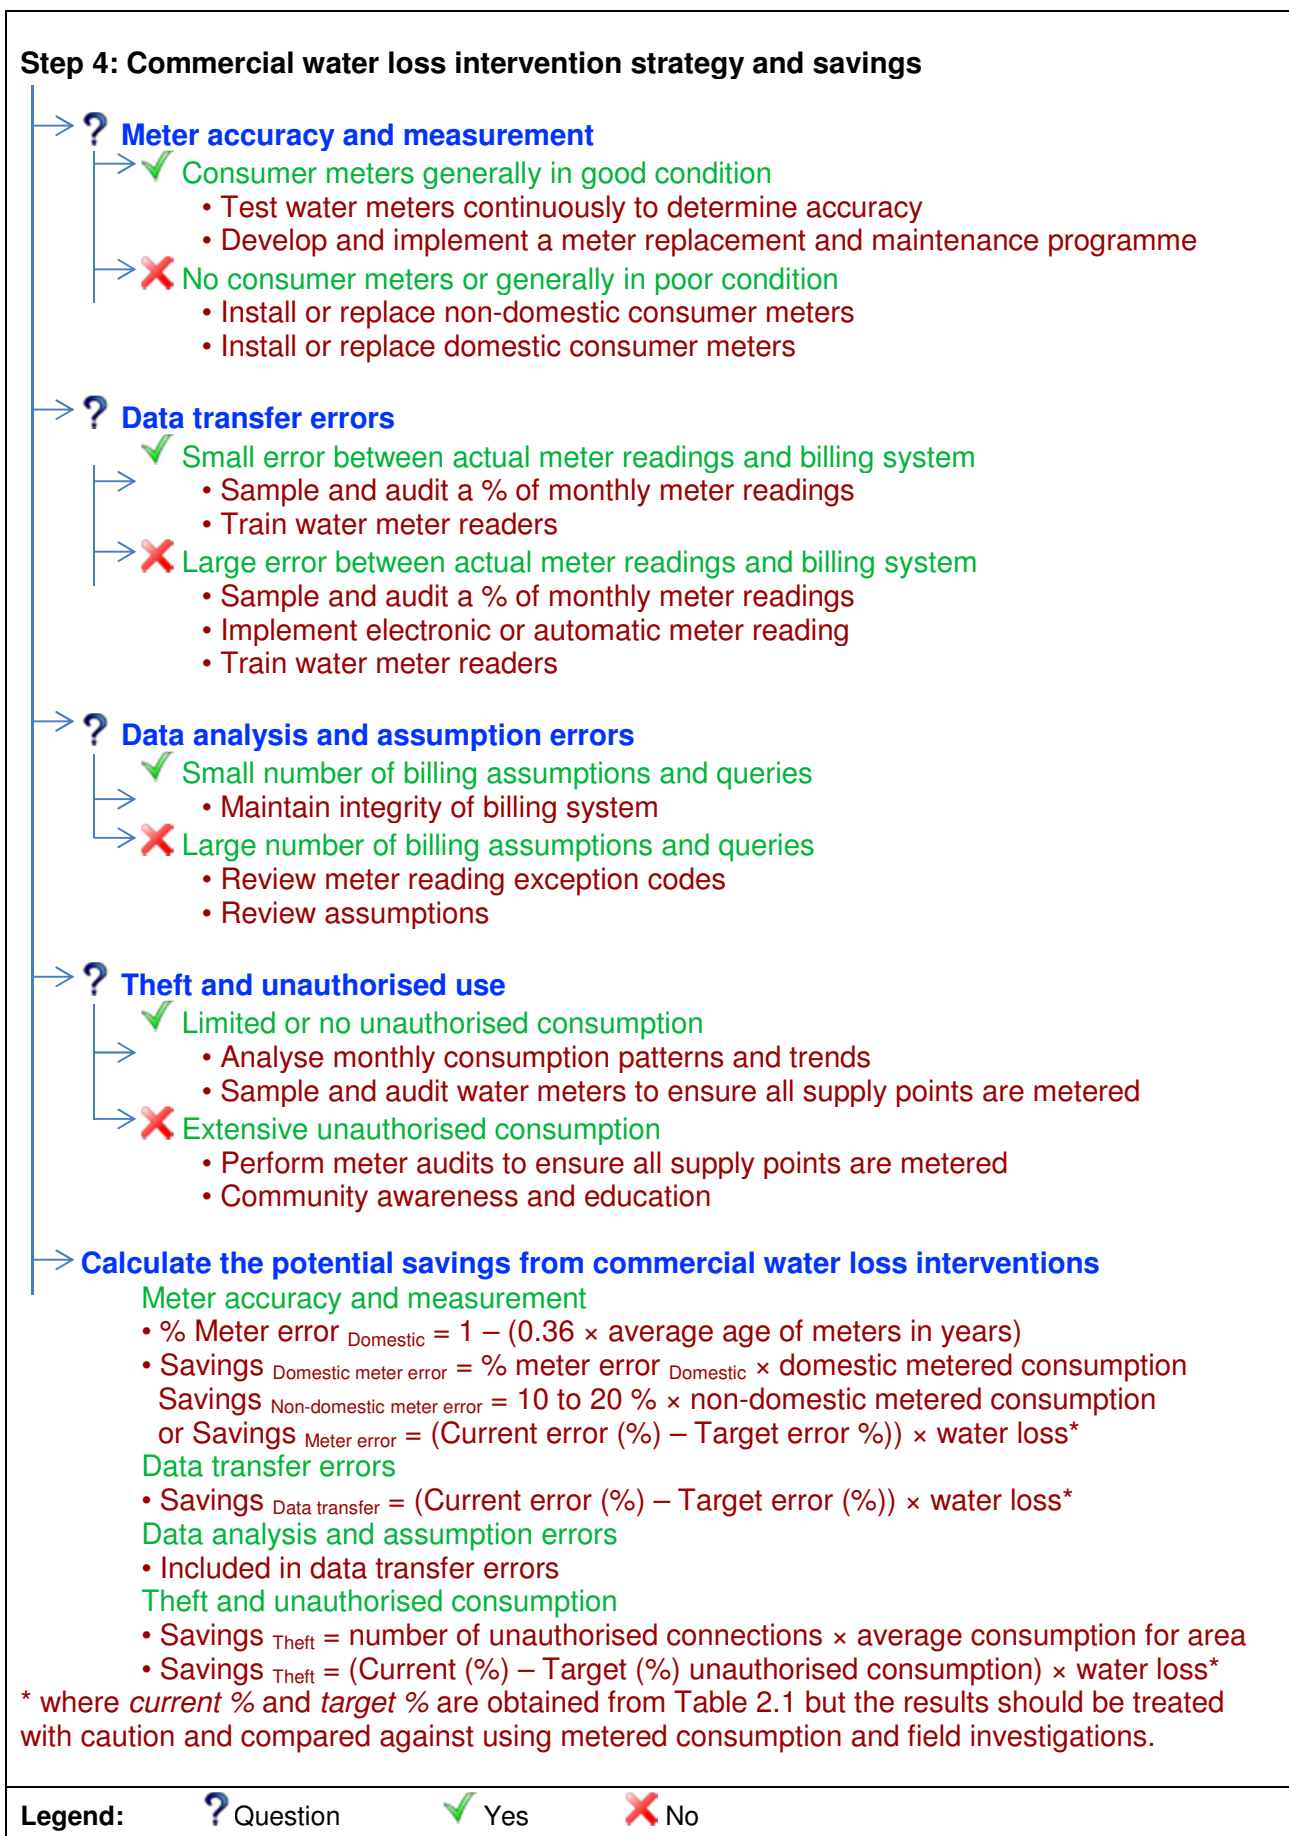 Step 4: Commercial water loss intervention strategy and savings
Meter accuracy and measurement
Consumer meters generally in good condition
• Test water meters continuously to determine accuracy
• Develop and implement a meter replacement and maintenance programme
No consumer meters or generally in poor condition
• Install or replace non-domestic consumer meters
• Install or replace domestic consumer meters
Data transfer errors
Small error between actual meter readings and billing system
• Sample and audit a % of monthly meter readings
• Train water meter readers
Large error between actual meter readings and billing system
• Sample and audit a % of monthly meter readings
• Implement electronic or automatic meter reading
• Train water meter readers
Data analysis and assumption errors
Small number of billing assumptions and queries
• Maintain integrity of billing system
Large number of billing assumptions and queries
• Review meter reading exception codes
• Review assumptions
Theft and unauthorised use
Limited or no unauthorised consumption
• Analyse monthly consumption patterns and trends
• Sample and audit water meters to ensure all supply points are metered
Extensive unauthorised consumption
• Perform meter audits to ensure all supply points are metered
• Community awareness and education
Calculate the potential savings from commercial water loss interventions
Meter accuracy and measurement
• % Meter error Domestic = 1 – (0.36 × average age of meters in years)
• Savings Domestic meter error = % meter error Domestic × domestic metered consumption
Savings Non-domestic meter error = 10 to 20 % × non-domestic metered consumption
or Savings Meter error = (Current error (%) – Target error %)) × water loss*
Data transfer errors
• Savings Data transfer = (Current error (%) – Target error (%)) × water loss*
Data analysis and assumption errors
• Included in data transfer errors
Theft and unauthorised consumption
• Savings Theft = number of unauthorised connections × average consumption for area
• Savings Theft = (Current (%) – Target (%) unauthorised consumption) × water loss*
* where current % and target % are obtained from Table 2.1 but the results should be treated
with caution and compared against using metered consumption and field investigations.
Legend: ? Question Yes No